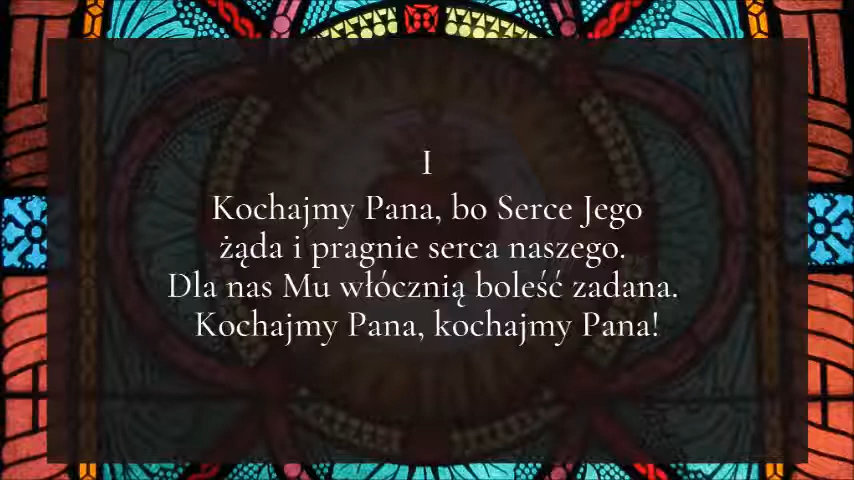 I
Kochajmy Pana, bo Serce Jego
żąda i pragnie serca naszego.
Dla nas Mu włócznią boleść zadana.
Kochajmy Pana, kochajmy Pana!